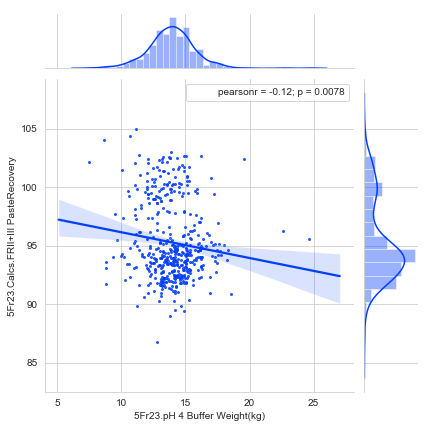 pearsonr = -0.12; p = 0.0078
105
100
95
90
85
5Fr23.Calcs.FRII+III PasteRecovery
5 10 15 20 25
5Fr23.pH 4 Buffer Weight(kg)